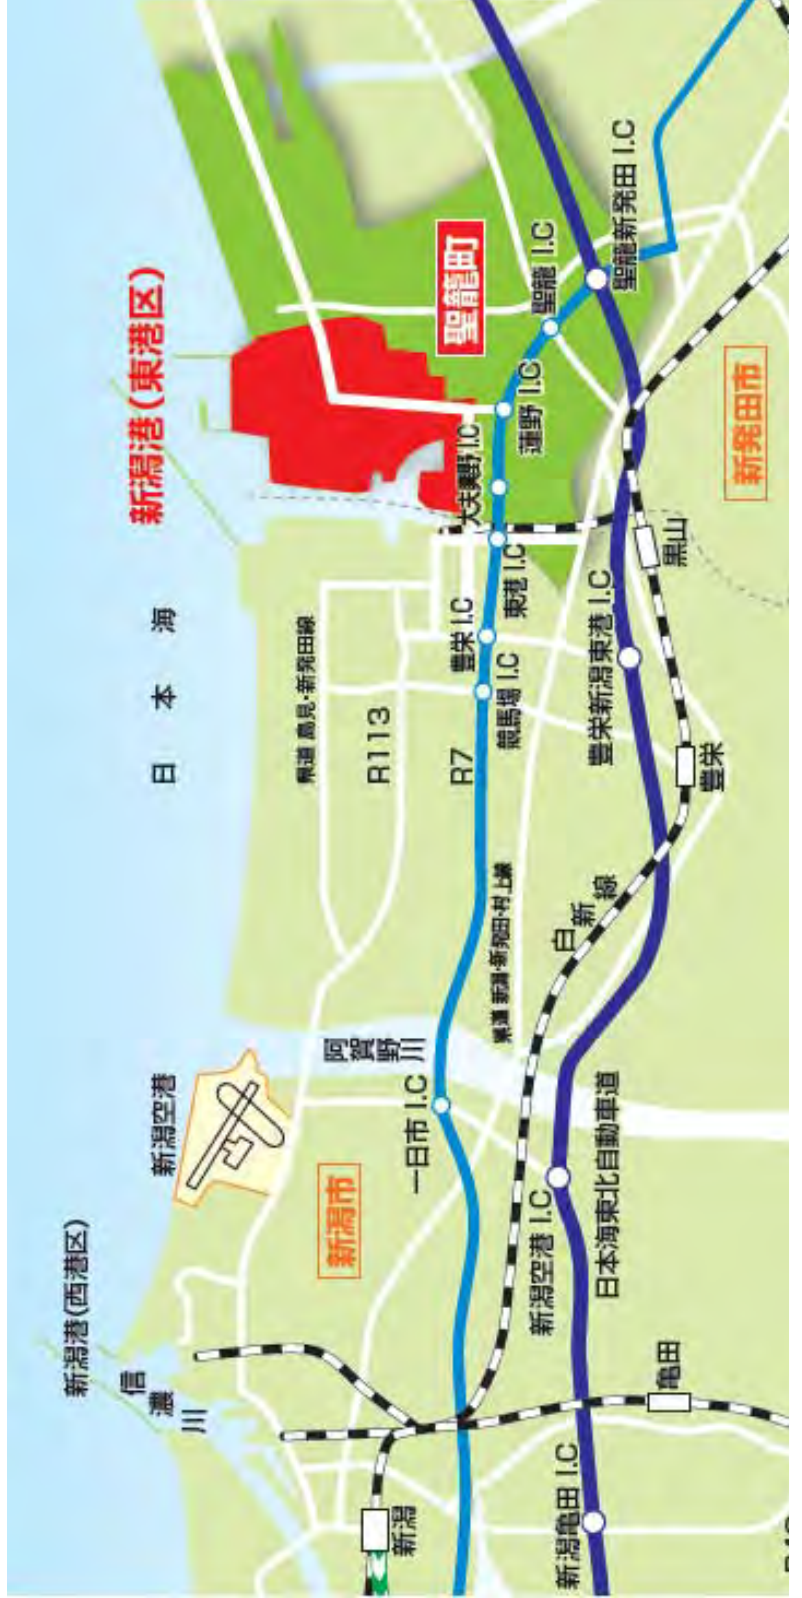 新潟港(西港区)
信濃川
新潟空港
日本海
新潟港(東港区)
新潟市
阿賀野川
県道 島見・新発田線
R113
R7
聖籠町
一日市 I.C
競馬場 I.C
豊栄 I.C
東港 I.C
大夫興野 I.C
蓮野 I.C
聖籠 I.C
聖籠新発田 I.C
県道 新潟・新発田・村上線
白新線
新潟
新潟亀田 I.C
新潟空港 I.C
日本海東北自動車道
豊栄新潟東港 I.C
亀田
豊栄
黒山
新発田市